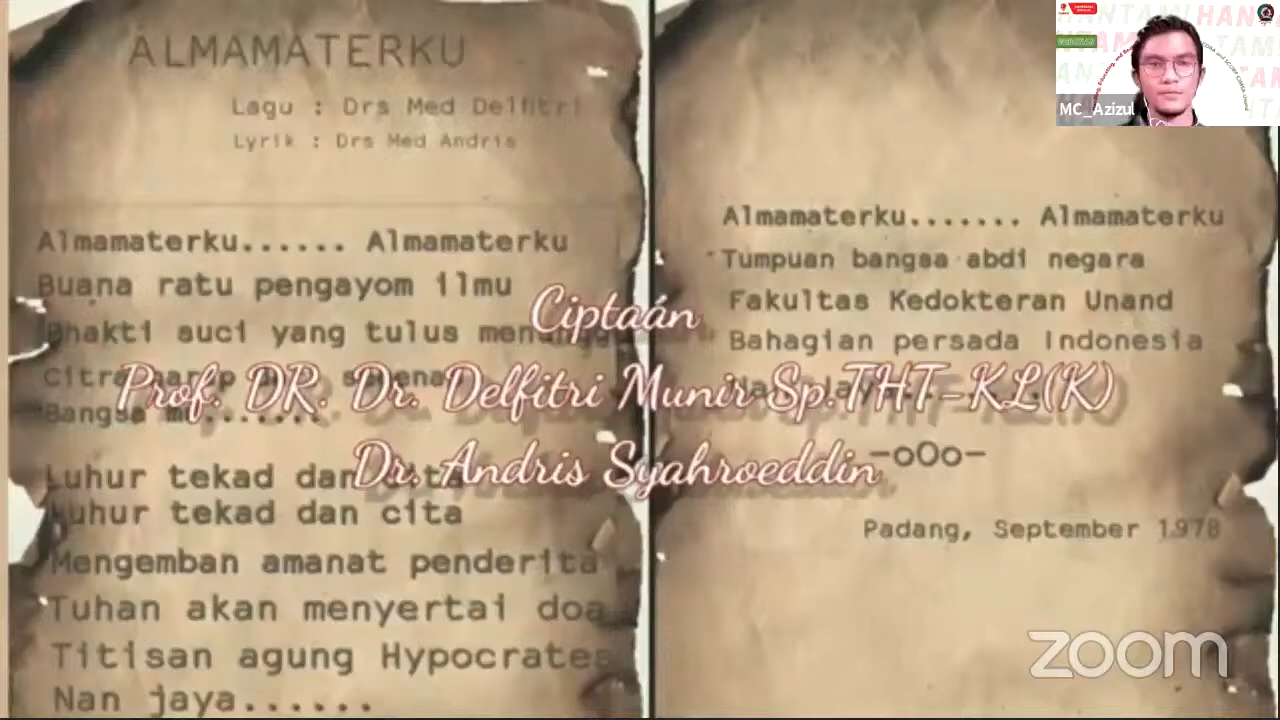 ALMAMATERKU
Lagu : Drs Med Delfitri
Lyrik : Drs Med Andris
Almamaterku...... Almamaterku
Buana ratu pengayom ilmu
Bhakti suci yang tulus
Citra
Bangsa
Luhur tekad dan
Luhur tekad dan cita
Mengemban amanat penderita
Tuhan akan menyertai doa
Titisan agung Hypocrates
Nan jaya......
Almamaterku....... Almamaterku
Tumpuan bangsa abdi negara
Fakultas Kedokteran Unand
Bahagian persada Indonesia
-oOo-
Padang, September 1978
Ciptaán
Prof. DR. Dr. Delfitri Munir Sp.THT-KL(K)
Dr. Andris Syahroeddin
MC_Azizul
zoom